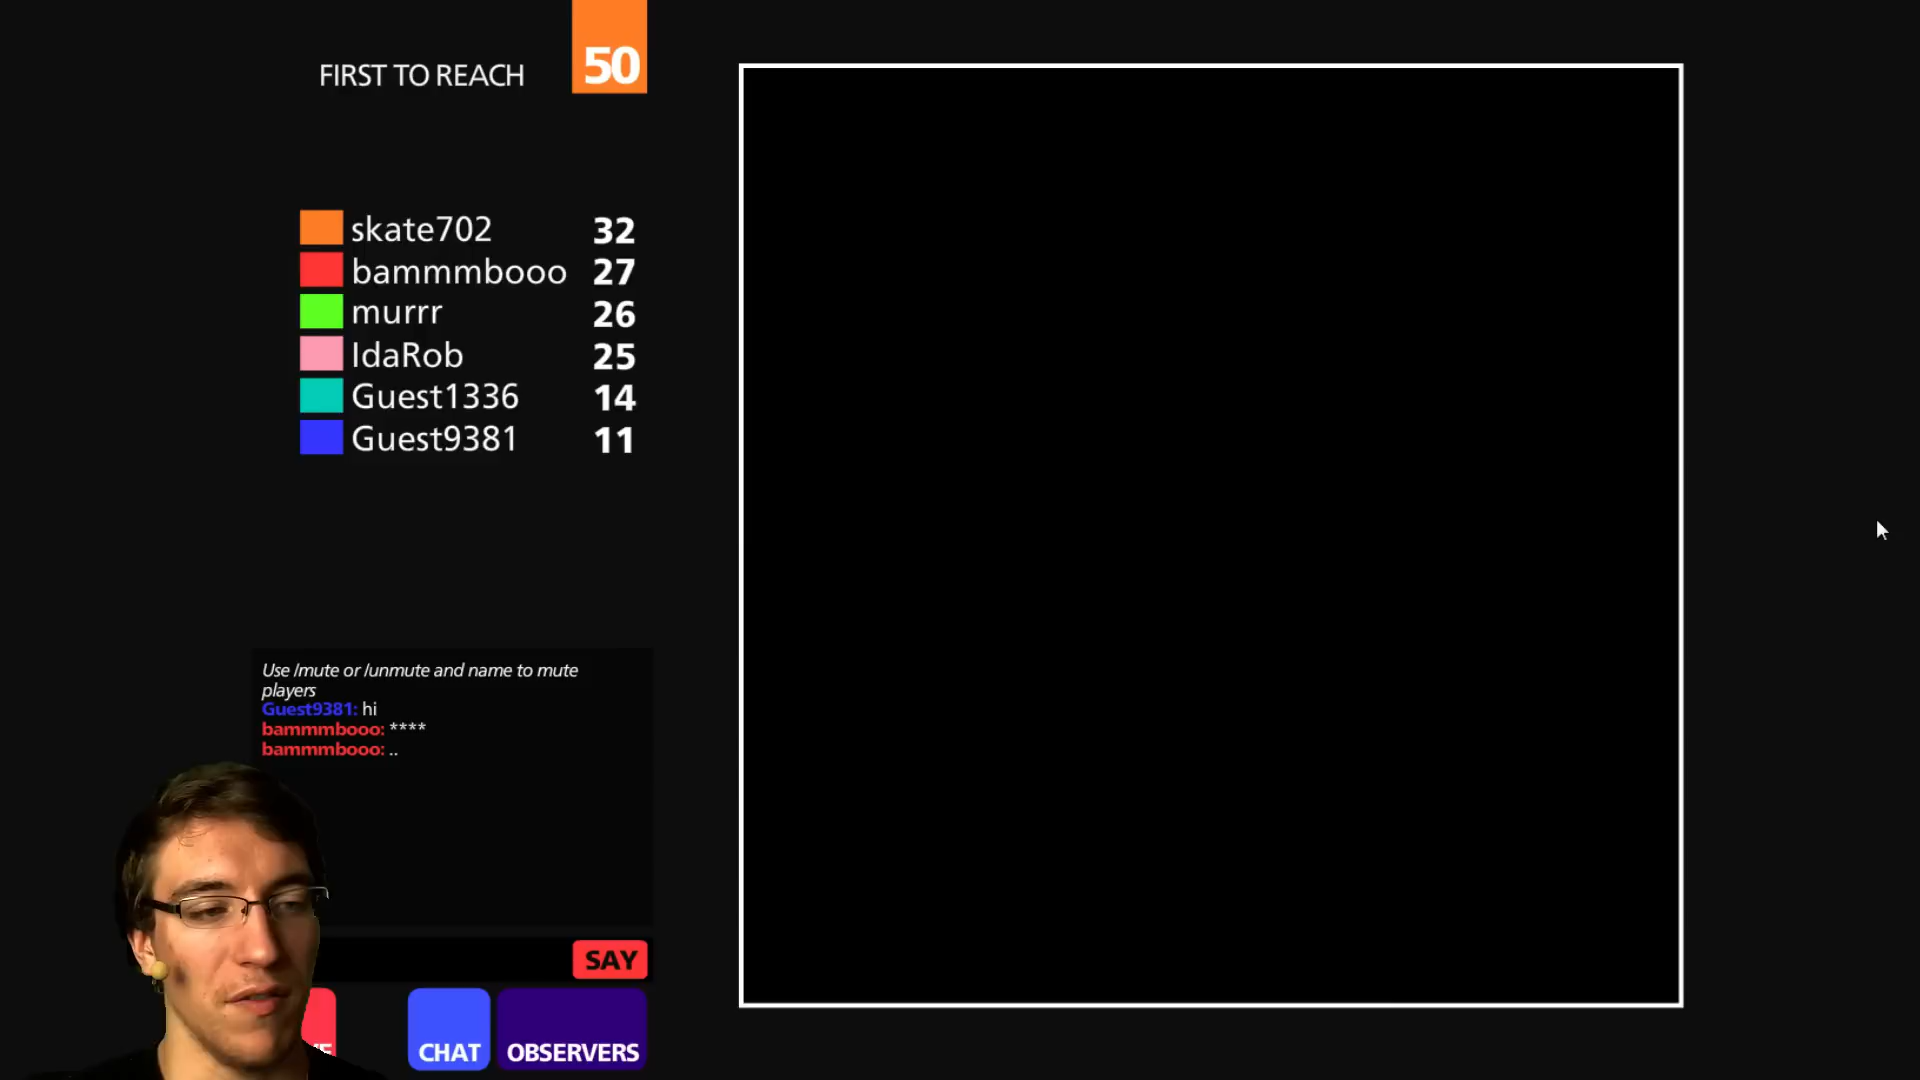 FIRST TO REACH
50
skate702 32
bammmbooo 27
murrr 26
IdaRob 25
Guest1336 14
Guest9381 11
Use /mute or /unmute and name to mute
players
Guest9381: hi
bammmbooo: ****
bammmbooo: ..
SAY
CHAT
OBSERVERS